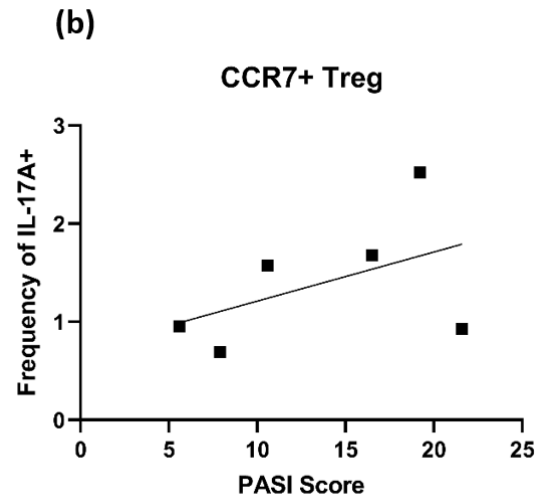 (b)
CCR7+ Treg
Frequency of IL-17A+
3
2
1
0
0 5 10 15 20 25
PASI Score